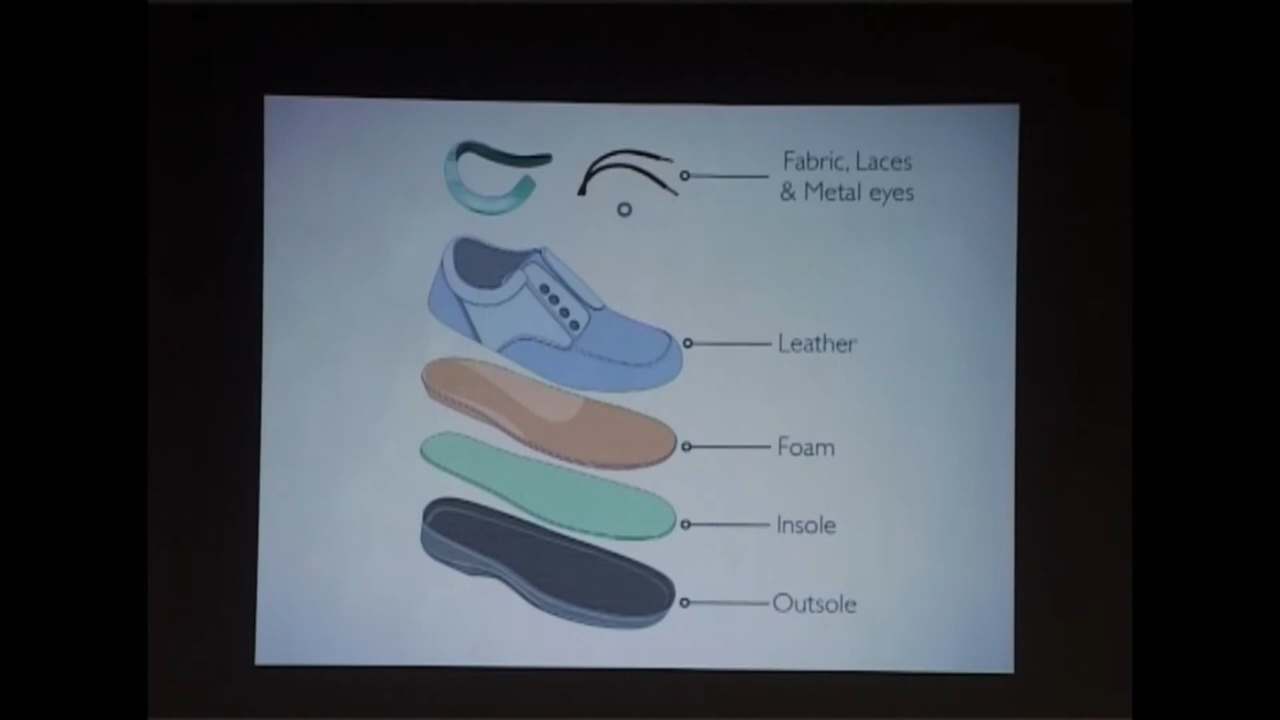 Fabric, Laces
& Metal eyes
Leather
Foam
Insole
Outsole